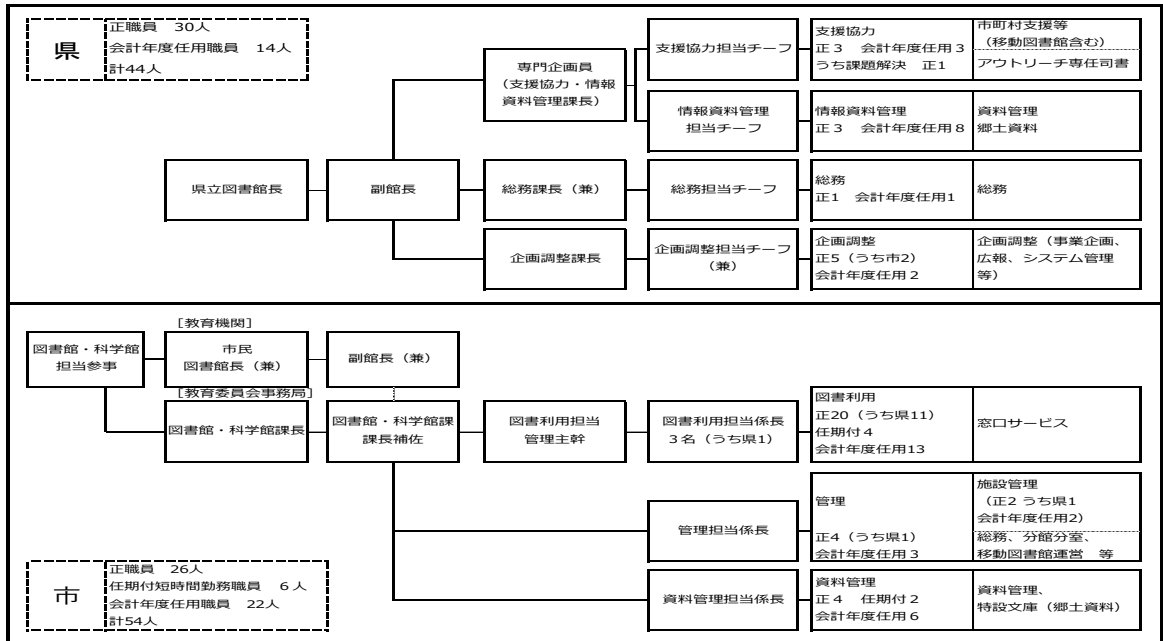 県
正職員　30人
会計年度任用職員　14人
計44人
県立図書館長
副館長
専門企画員
（支援協力・情報
資料管理課長）
支援協力担当チーフ
支援協力
正３　会計年度任用３
うち課題解決　正１
市町村支援等
（移動図書館含む）
アウトリーチ専任司書
情報資料管理
担当チーフ
情報資料管理
正３　会計年度任用８
資料管理
郷土資料
総務課長（兼）
総務担当チーフ
総務
正1　会計年度任用1
総務
企画調整課長
企画調整担当チーフ
（兼）
企画調整
正5（うち市2）
会計年度任用２
企画調整（事業企画、
広報、システム管理
等）
図書館・科学館
担当参事
［教育機関］
市民
図書館長（兼）
副館長（兼）
［教育委員会事務局］
図書館・科学館課長
図書館・科学館課
課長補佐
図書利用担当
管理主幹
図書利用担当係長
３名（うち県1）
図書利用
正20（うち県11）
任期付４
会計年度任用13
窓口サービス
管理担当係長
管理
正4（うち県1）
会計年度任用３
施設管理
（正2 うち県1
会計年度任用2）
総務、分館分室、
移動図書館運営　等
資料管理担当係長
資料管理
正４　任期付２
会計年度任用６
資料管理、
特設文庫（郷土資料）
市
正職員　26人
任期付短時間勤務職員　６人
会計年度任用職員　22人
計54人